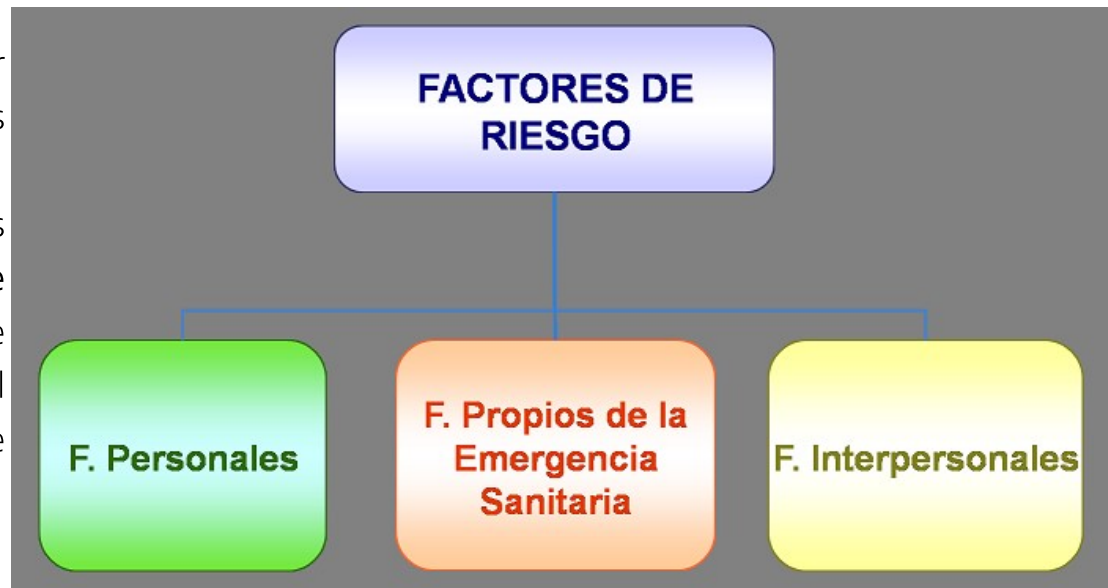 FACTORES DE
RIESGO
F. Personales
F. Propios de la
Emergencia
Sanitaria
F. Interpersonales